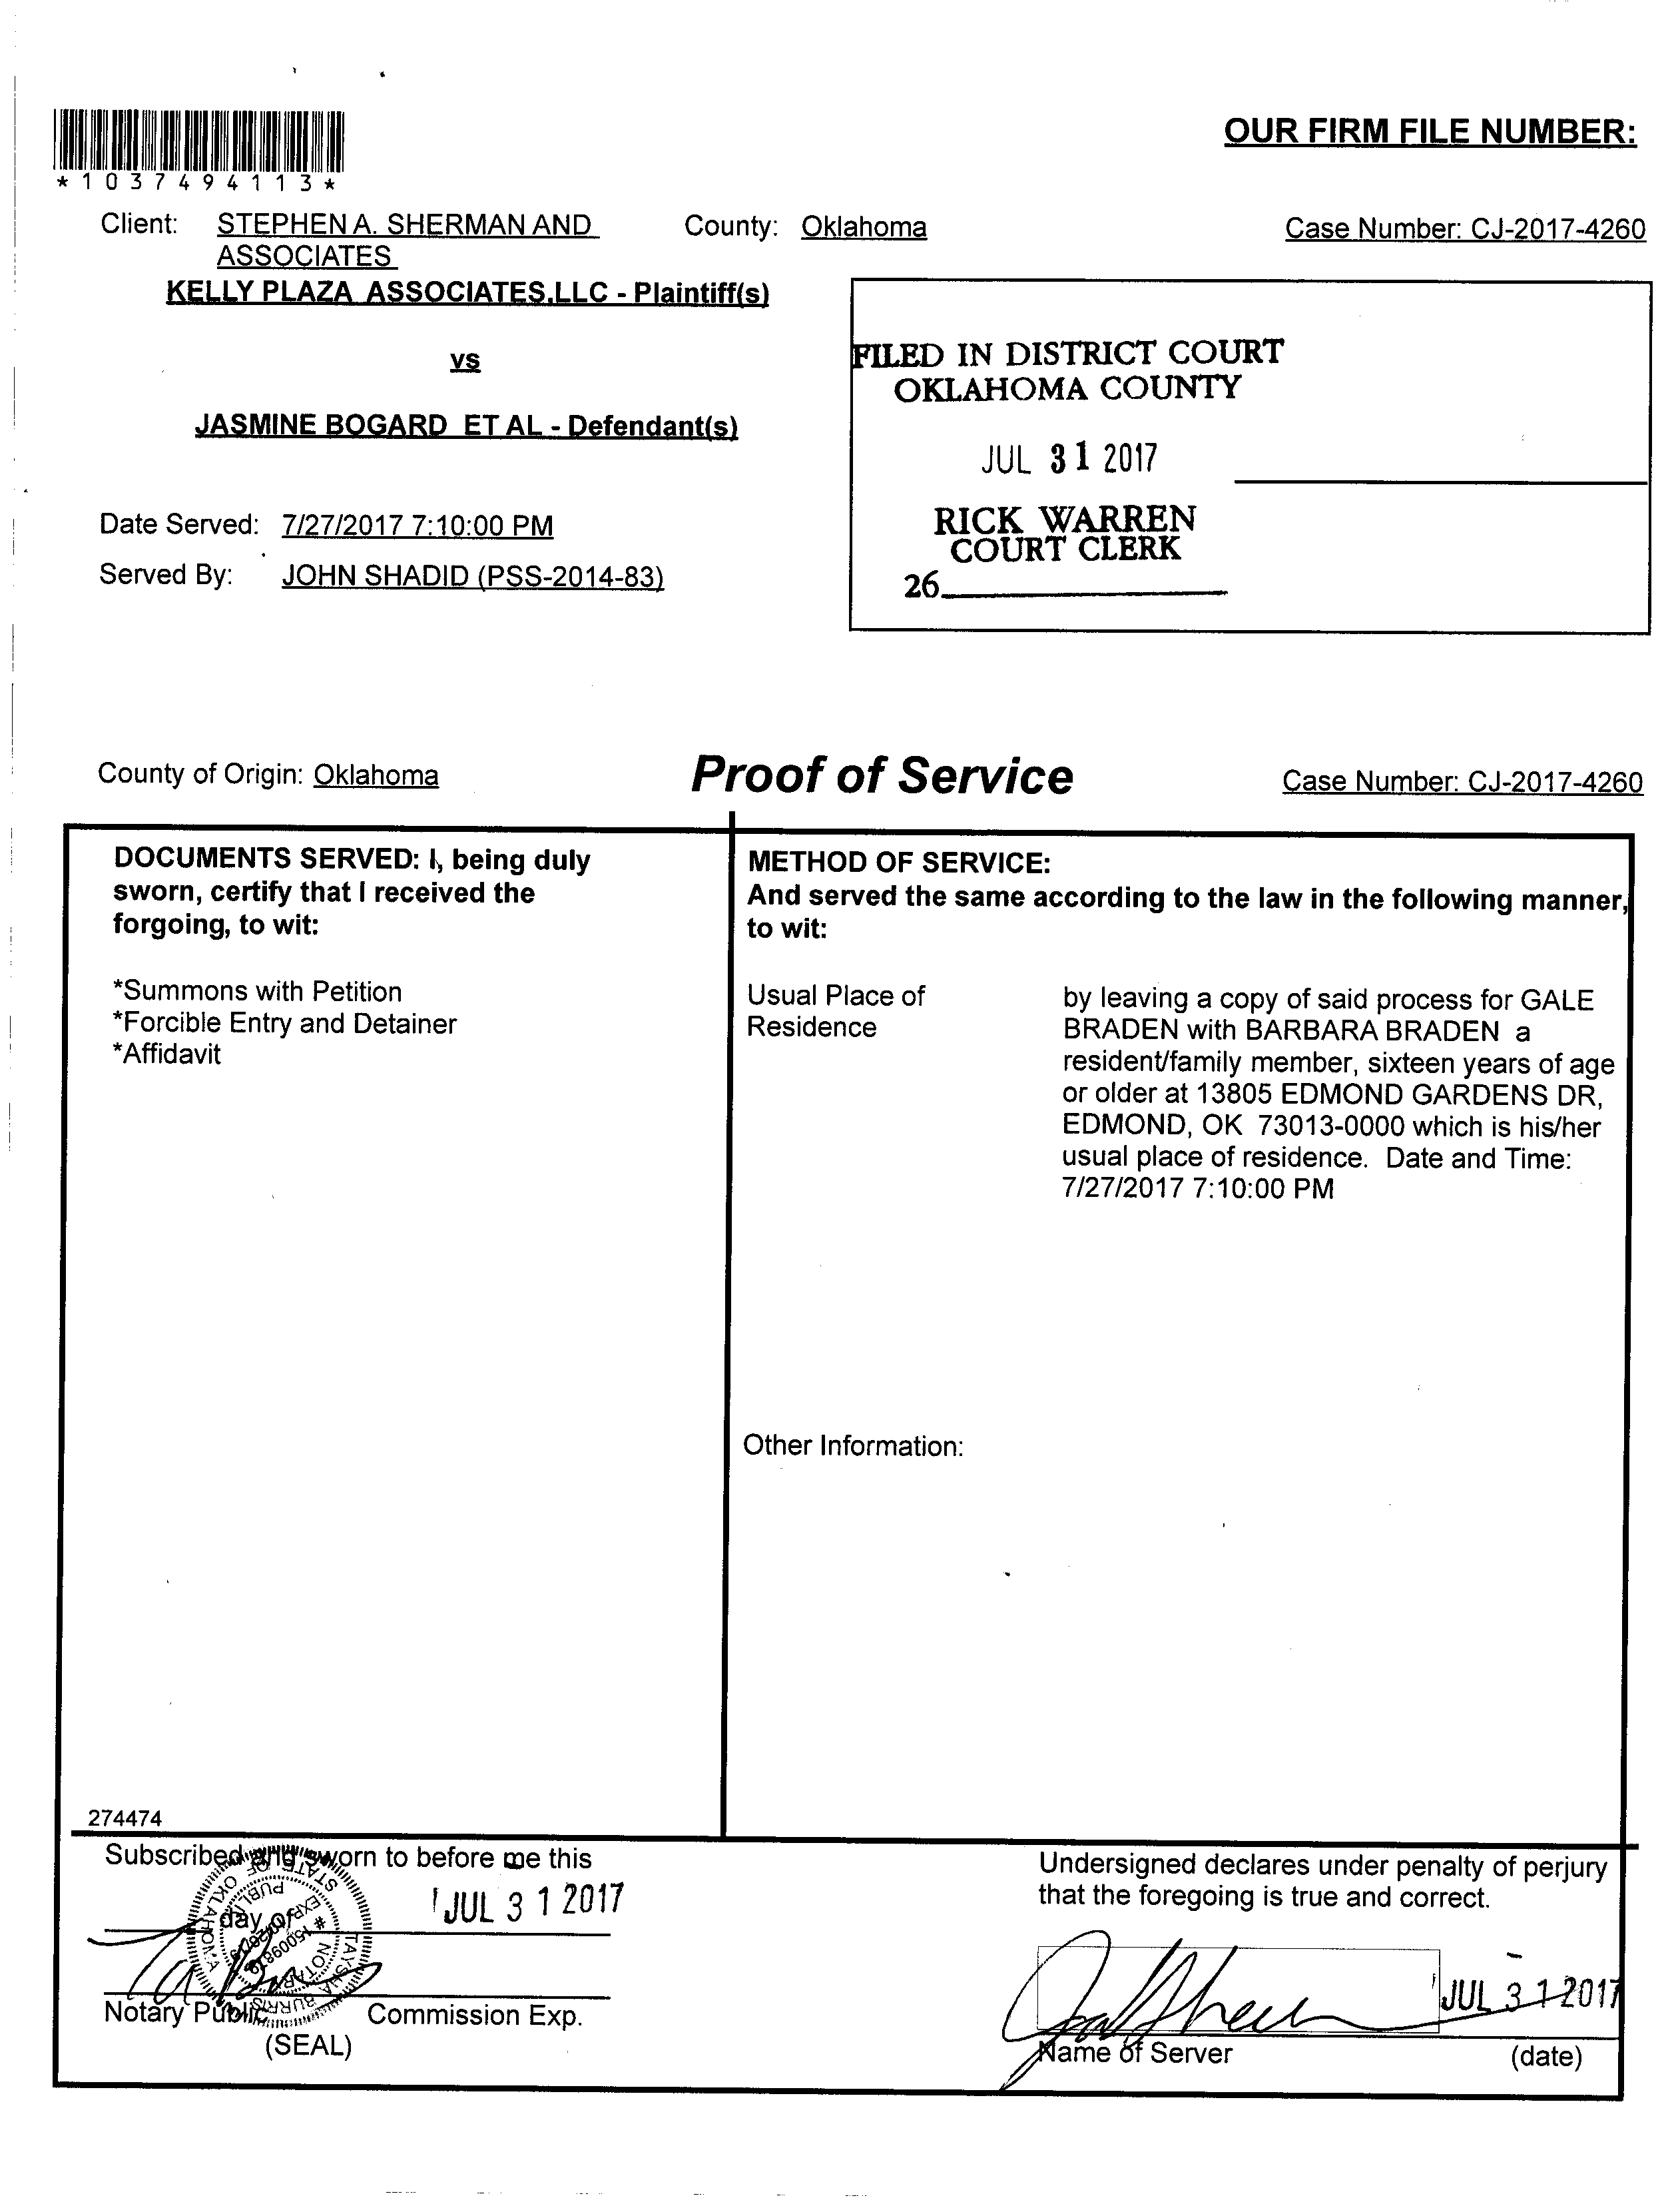 OUR FIRM FILE NUMBER:
*1037494113*
Client: STEPHEN A. SHERMAN AND ASSOCIATES
County: Oklahoma
Case Number: CJ-2017-4260
KELLY PLAZA ASSOCIATES,LLC - Plaintiff(s)
vs
JASMINE BOGARD ET AL - Defendant(s)
FILED IN DISTRICT COURT
OKLAHOMA COUNTY
JUL 31 2017
RICK WARREN
COURT CLERK
26
Date Served: 7/27/2017 7:10:00 PM
Served By: JOHN SHADID (PSS-2014-83)
County of Origin: Oklahoma
Proof of Service
Case Number: CJ-2017-4260
DOCUMENTS SERVED: I, being duly
sworn, certify that I received the
forgoing, to wit:
*Summons with Petition
*Forcible Entry and Detainer
*Affidavit
METHOD OF SERVICE:
And served the same according to the law in the following manner,
to wit:
Usual Place of
Residence
by leaving a copy of said process for GALE
BRADEN with BARBARA BRADEN a
resident/family member, sixteen years of age
or older at 13805 EDMOND GARDENS DR,
EDMOND, OK 73013-0000 which is his/her
usual place of residence. Date and Time:
7/27/2017 7:10:00 PM
Other Information:
274474
Subscribed and sworn to before me this
day of
JUL 31 2017
Notary Public
Commission Exp.
(SEAL)
TAYSHA BURRIS
NOTARY PUBLIC
STATE OF OKLAHOMA
Undersigned declares under penalty of perjury
that the foregoing is true and correct.
JUL 31 2017
Name of Server
(date)